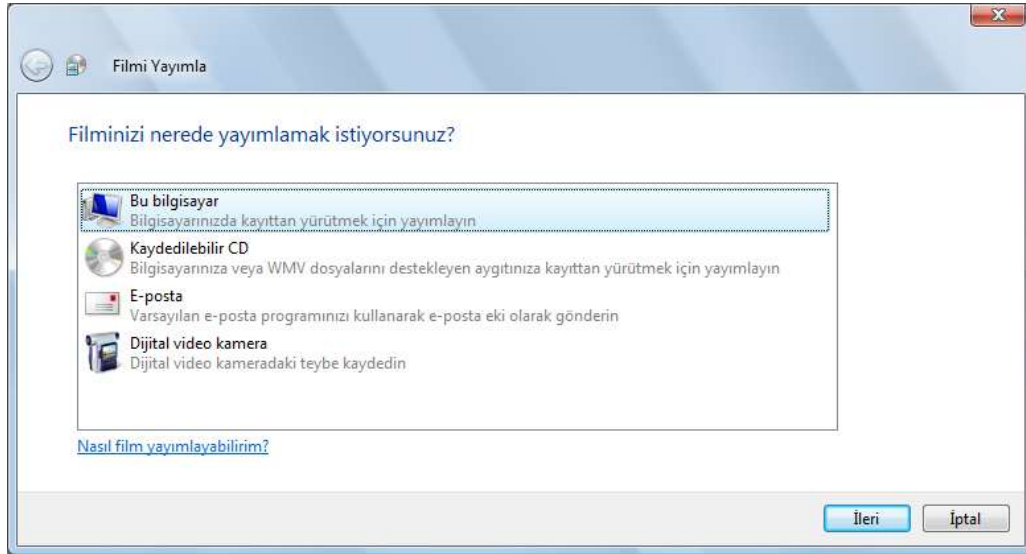 Filmi Yayımla
Filminizi nerede yayımlamak istiyorsunuz?
Bu bilgisayar
Bilgisayarınızda kayıttan yürütmek için yayımlayın
Kaydedilebilir CD
Bilgisayarınıza veya WMV dosyalarını destekleyen aygıtınıza kayıttan yürütmek için yayımlayın
E-posta
Varsayılan e-posta programınızı kullanarak e-posta eki olarak gönderin
Dijital video kamera
Dijital video kameradaki teybe kaydedin
Nasıl film yayımlayabilirim?
İleri İptal